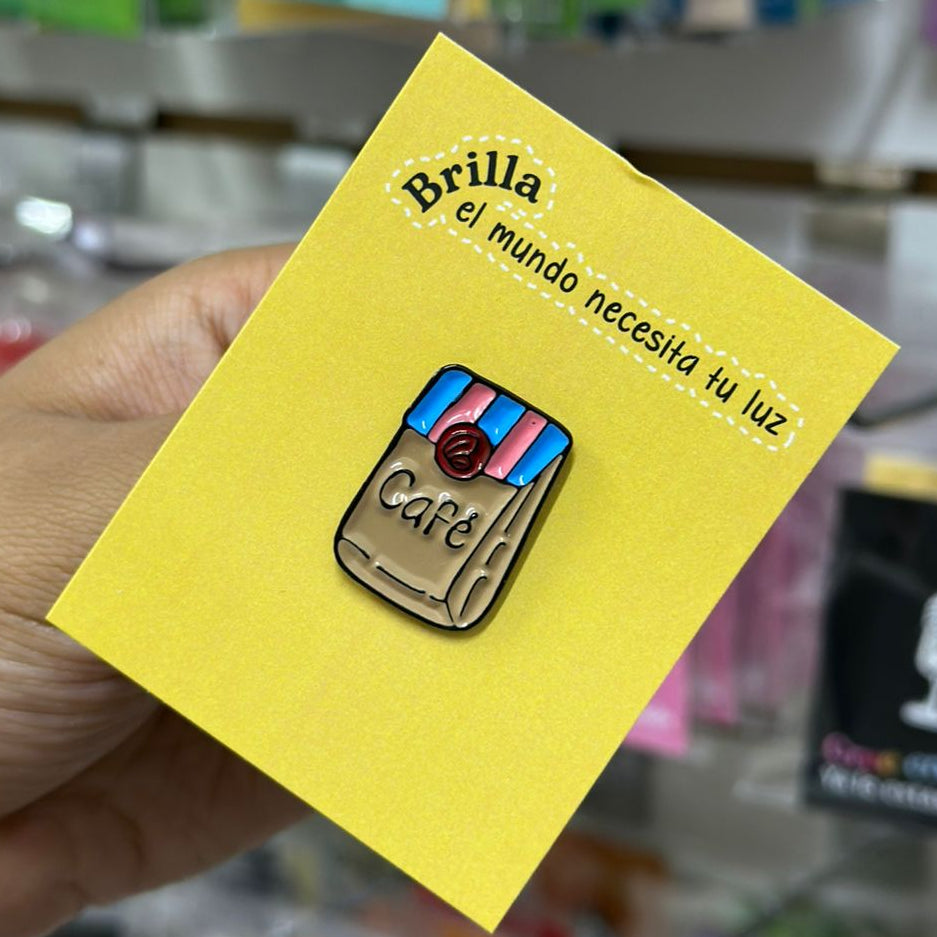 Brilla
el mundo necesita tu luz
Café